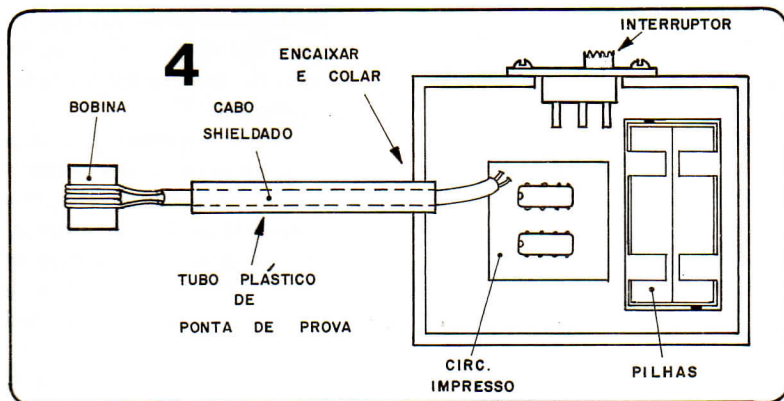 4
INTERRUPTOR
ENCAIXAR
E COLAR
BOBINA
CABO
SHIELDADO
TUBO PLÁSTICO
DE
PONTA DE PROVA
CIRC.
IMPRESSO
PILHAS